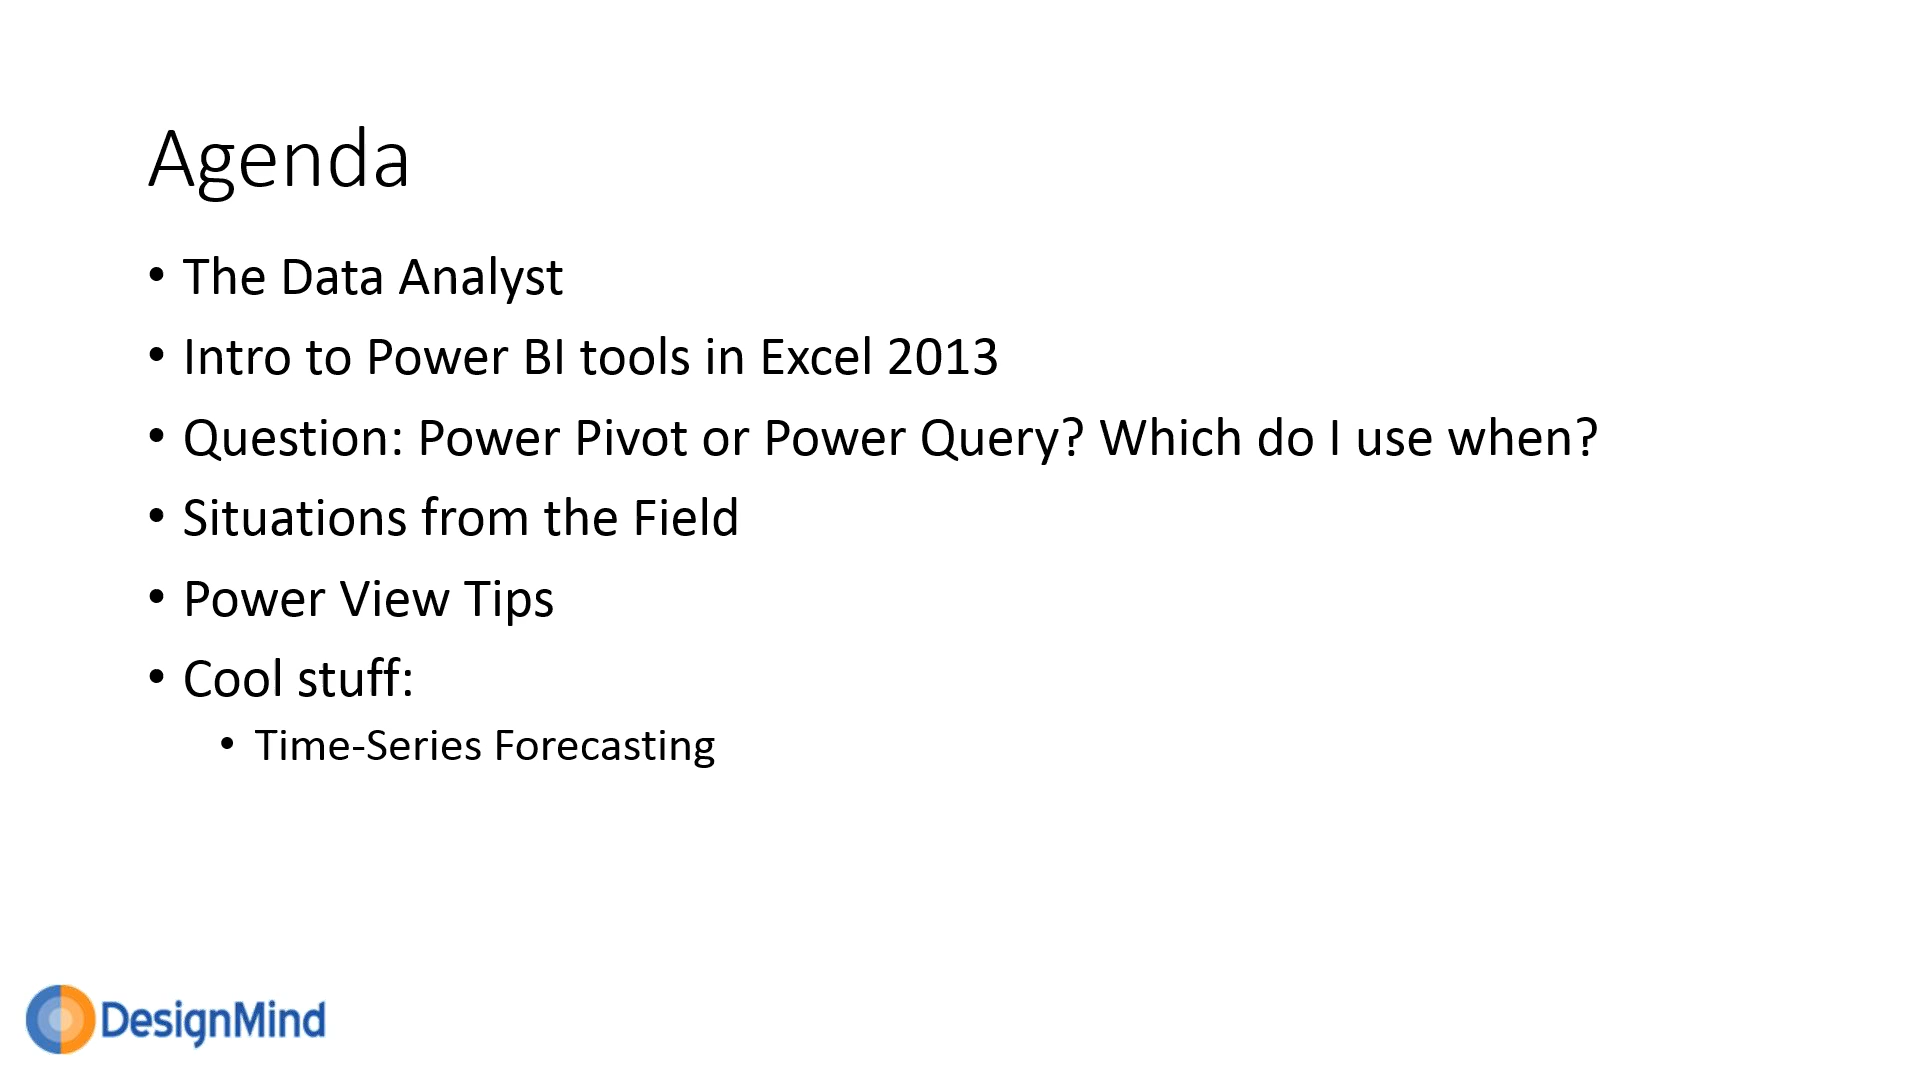 Agenda
• The Data Analyst
• Intro to Power BI tools in Excel 2013
• Question: Power Pivot or Power Query? Which do I use when?
• Situations from the Field
• Power View Tips
• Cool stuff:
• Time-Series Forecasting
DesignMind